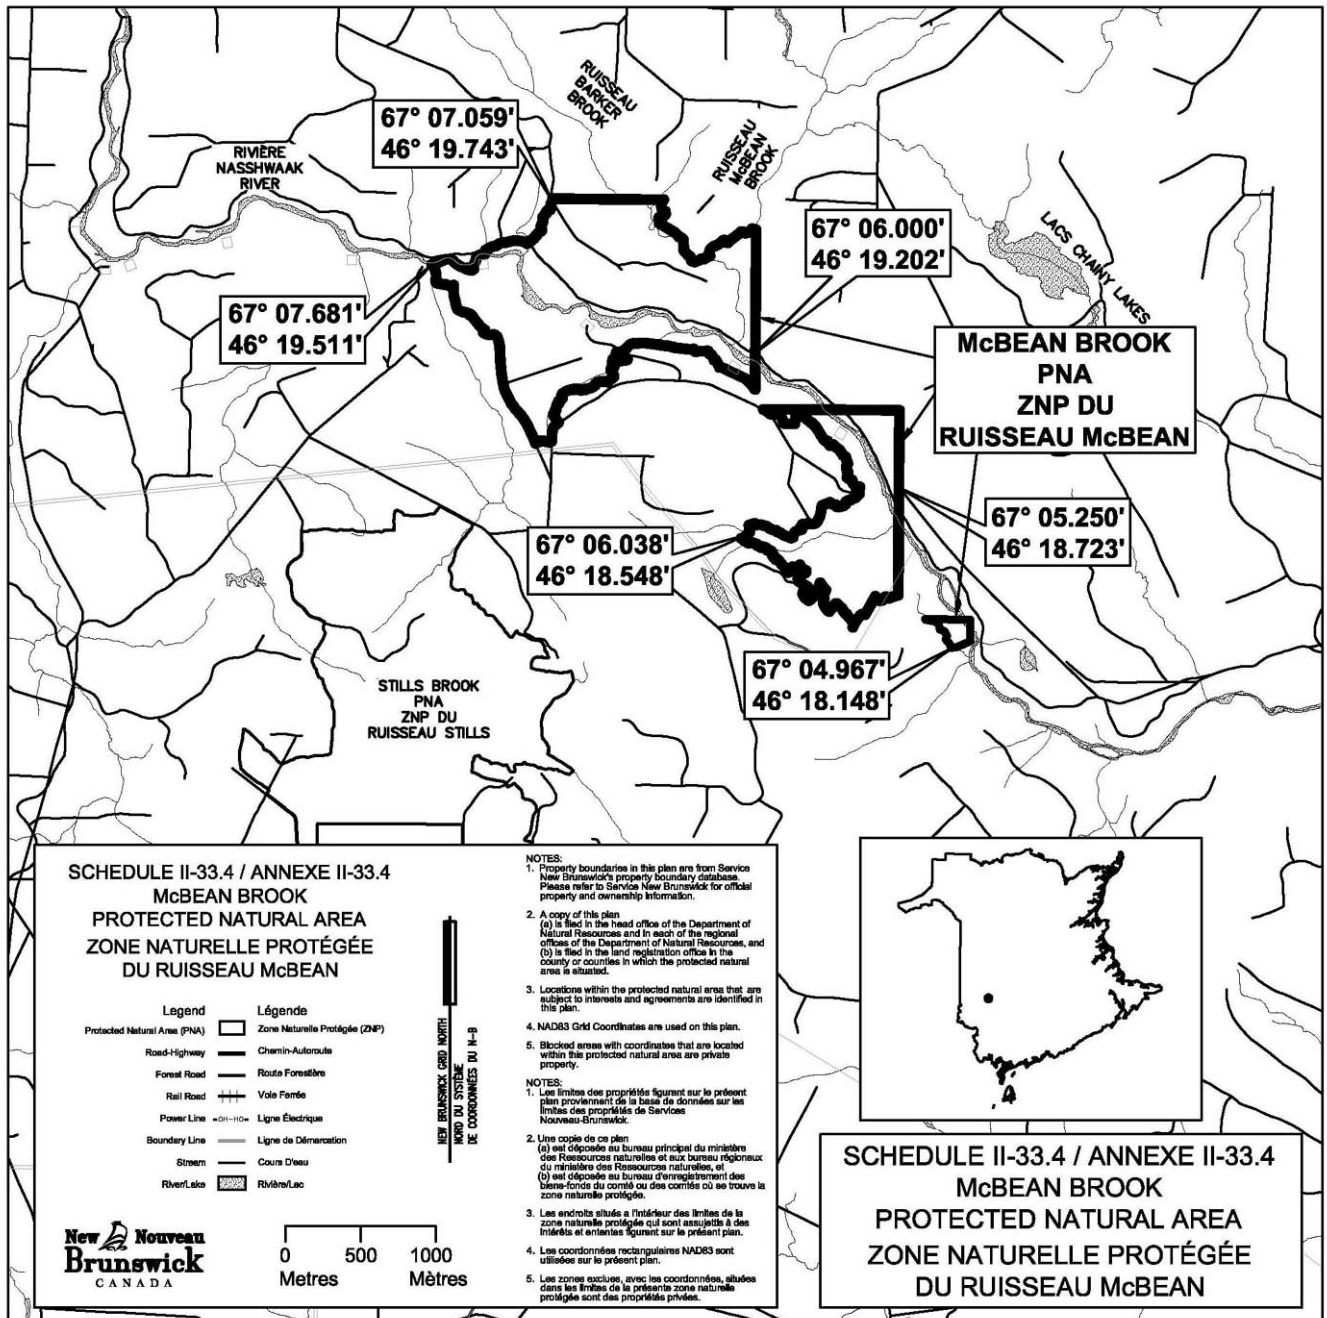 RUISSEAU
BARKER
BROOK
67° 07.059'
46° 19.743'
RUISSEAU
McBEAN
BROOK
RIVIÈRE
NASSHWAAK
RIVER
67° 06.000'
46° 19.202'
LACS CHAINY LAKES
67° 07.681'
46° 19.511'
McBEAN BROOK
PNA
ZNP DU
RUISSEAU McBEAN
67° 05.250'
46° 18.723'
67° 06.038'
46° 18.548'
67° 04.967'
46° 18.148'
STILLS BROOK
PNA
ZNP DU
RUISSEAU STILLS
SCHEDULE II-33.4 / ANNEXE II-33.4
McBEAN BROOK
PROTECTED NATURAL AREA
ZONE NATURELLE PROTÉGÉE
DU RUISSEAU McBEAN
Legend Légende
Protected Natural Area (PNA) Zone Naturelle Protégée (ZNP)
Road-Highway Chemin-Autoroute
Forest Road Route Forestière
Rail Road Voie Ferrée
Power Line -OH-HO- Ligne Électrique
Boundary Line Ligne de Démarcation
Stream Cours D'eau
River/Lake Rivière/Lac
NEW BRUNSWICK GRID NORTH
NORD DU SYSTÈME
DE COORDONNÉES DU N-B
New Nouveau
Brunswick
CANADA
0 500 1000
Metres Mètres
NOTES:
1. Property boundaries in this plan are from Service
New Brunswick's property boundary database.
Please refer to Service New Brunswick for official
property and ownership information.
2. A copy of this plan
(a) is filed in the head office of the Department of
Natural Resources and in each of the regional
offices of the Department of Natural Resources, and
(b) is filed in the land registration office in the
county or counties in which the protected natural
area is situated.
3. Locations within the protected natural area that are
subject to interests and agreements are identified in
this plan.
4. NAD83 Grid Coordinates are used on this plan.
5. Blocked areas with coordinates that are located
within this protected natural area are private
property.
NOTES:
1. Les limites des propriétés figurant sur le présent
plan proviennent de la base de données sur les
limites des propriétés de Services
Nouveau-Brunswick.
2. Une copie de ce plan
(a) est déposée au bureau principal du ministère
des Ressources naturelles et aux bureau régionaux
du ministère des Ressources naturelles, et
(b) est déposée au bureau d'enregistrement des
biens-fonds du comté ou des comtés où se trouve la
zone naturelle protégée.
3. Les endroits situés a l'intérieur des limites de la
zone naturelle protégée qui sont assujettis à des
intérêts et ententes figurent sur le présent plan.
4. Les coordonnées rectangulaires NAD83 sont
utilisées sur le présent plan.
5. Les zones exclues, avec les coordonnées, situées
dans les limites de la présente zone naturelle
protégée sont des propriétés privées.
SCHEDULE II-33.4 / ANNEXE II-33.4
McBEAN BROOK
PROTECTED NATURAL AREA
ZONE NATURELLE PROTÉGÉE
DU RUISSEAU McBEAN